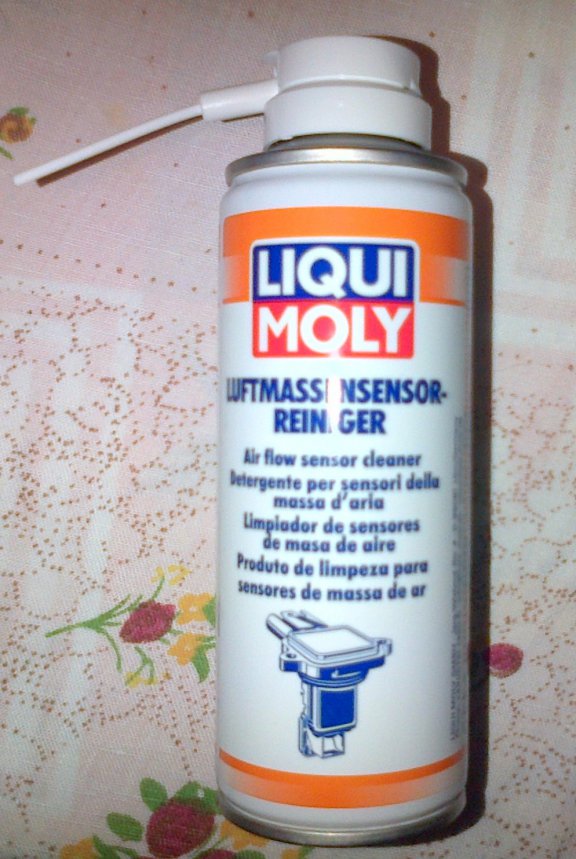 LIQUI
MOLY
LUFTMASSENSENSOR-
REINIGER
Air flow sensor cleaner
Detergente per sensori della
massa d'aria
Limpiador de sensores
de masa de aire
Produto de limpeza para
sensores de massa de ar